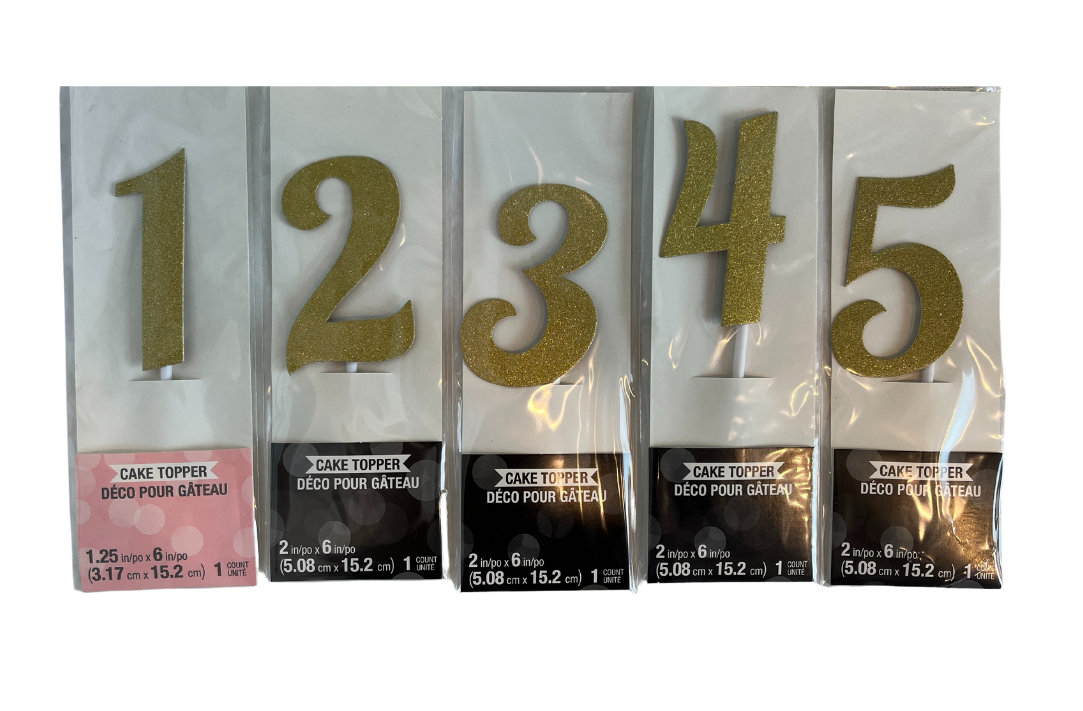 1
CAKE TOPPER
DÉCO POUR GÂTEAU
1.25 in/po x 6 in/po
(3.17 cm x 15.2 cm) 1 COUNT
UNITÉ
2
CAKE TOPPER
DÉCO POUR GÂTEAU
2 in/po x 6 in/po
(5.08 cm x 15.2 cm) 1 COUNT
UNITÉ
3
CAKE TOPPER
DÉCO POUR GÂTEAU
2 in/po x 6 in/po
(5.08 cm x 15.2 cm) 1 COUNT
UNITÉ
4
CAKE TOPPER
DÉCO POUR GÂTEAU
2 in/po x 6 in/po
(5.08 cm x 15.2 cm) 1 COUNT
UNITÉ
5
CAKE TOPPER
DÉCO POUR GÂTEAU
2 in/po x 6 in/po
(5.08 cm x 15.2 cm) 1 COUNT
UNITÉ